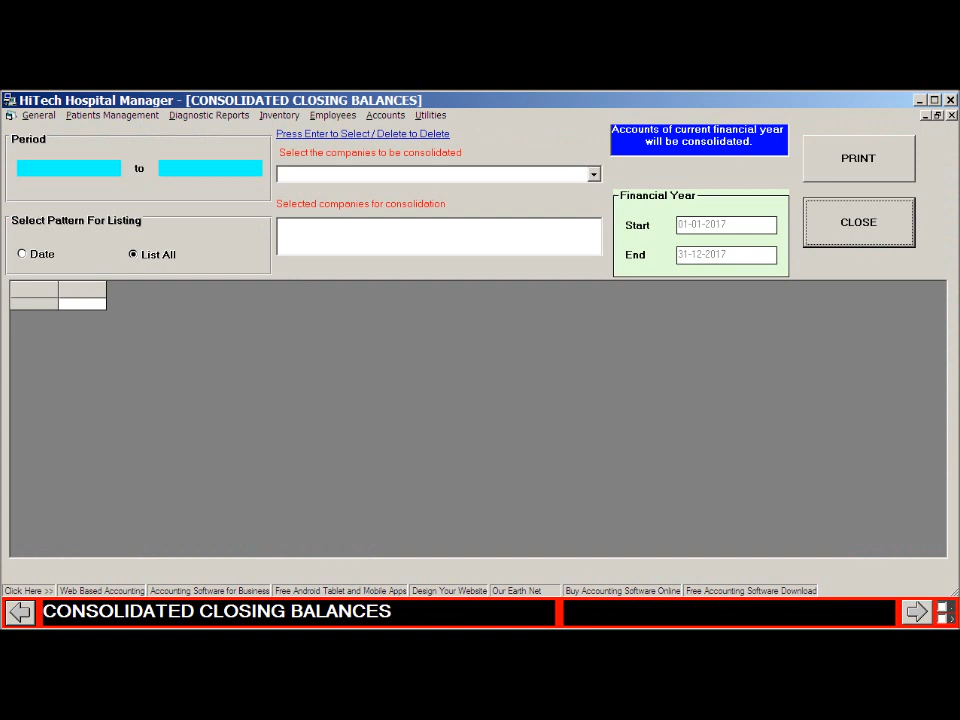 HiTech Hospital Manager - [CONSOLIDATED CLOSING BALANCES]
General Patients Management Diagnostic Reports Inventory Employees Accounts Utilities
Period
to
Select Pattern For Listing
Date List All
Press Enter to Select / Delete to Delete
Select the companies to be consolidated
Selected companies for consolidation
Accounts of current financial year
will be consolidated.
Financial Year
Start 01-01-2017
End 31-12-2017
PRINT
CLOSE
Click Here >> Web Based Accounting Accounting Software for Business Free Android Tablet and Mobile Apps Design Your Website Our Earth Net Buy Accounting Software Online Free Accounting Software Download
CONSOLIDATED CLOSING BALANCES